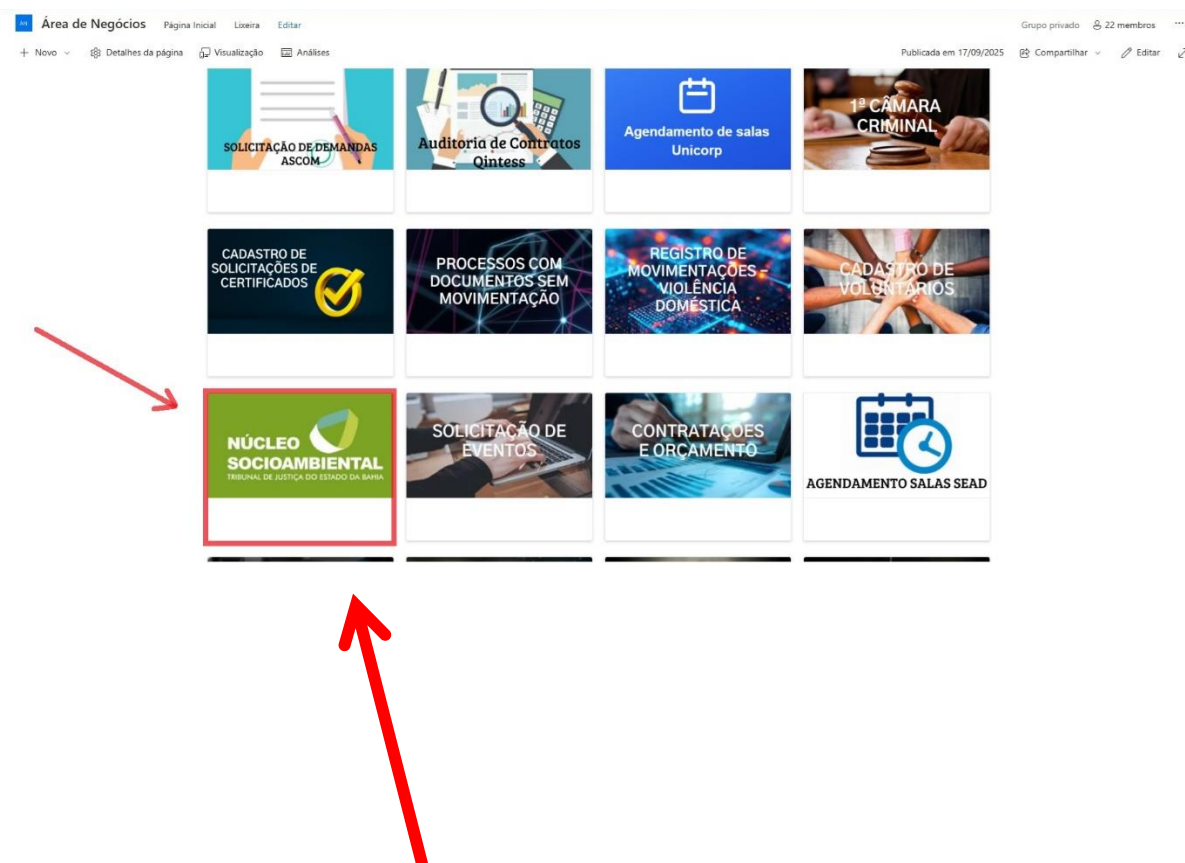 AN
Área de Negócios Página Inicial Lixeira Editar
Grupo privado 22 membros ...
+ Novo Detalhes da página Visualização Análises
Publicada em 17/09/2025 Compartilhar Editar
SOLICITAÇÃO DE DEMANDAS
ASCOM
Auditoria de Contratos
Qintess
Agendamento de salas
Unicorp
1ª CÂMARA
CRIMINAL
CADASTRO DE
SOLICITAÇÕES DE
CERTIFICADOS
PROCESSOS COM
DOCUMENTOS SEM
MOVIMENTAÇÃO
REGISTRO DE
MOVIMENTAÇÕES –
VIOLÊNCIA
DOMÉSTICA
CADASTRO DE
VOLUNTÁRIOS
NÚCLEO
SOCIOAMBIENTAL
TRIBUNAL DE JUSTIÇA DO ESTADO DA BAHIA
SOLICITAÇÃO DE
EVENTOS
CONTRATAÇÕES
E ORÇAMENTO
AGENDAMENTO SALAS SEAD